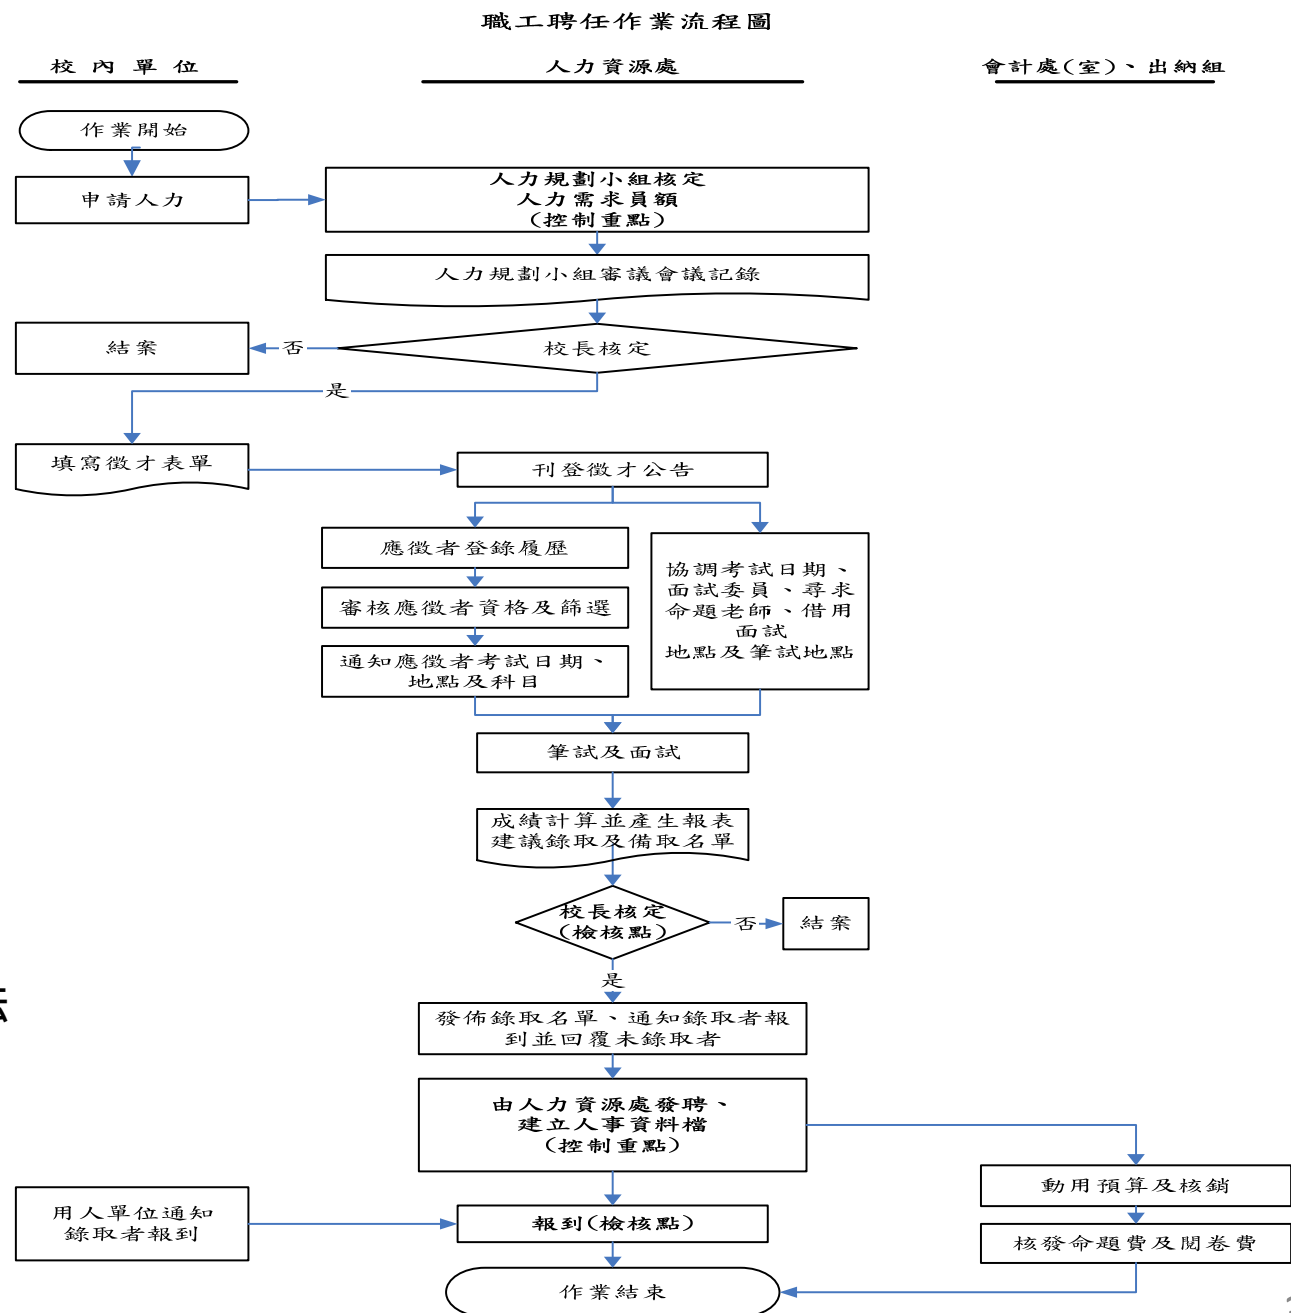 職工聘任作業流程圖
校內單位
人力資源處
會計處(室)、出納組
作業開始
申請人力
人力規劃小組核定
人力需求員額
(控制重點)
人力規劃小組審議會議記錄
校長核定
否
結案
是
填寫徵才表單
刊登徵才公告
應徵者登錄履歷
審核應徵者資格及篩選
通知應徵者考試日期、
地點及科目
協調考試日期、
面試委員、尋求
命題老師、借用
面試
地點及筆試地點
筆試及面試
成績計算並產生報表
建議錄取及備取名單
校長核定
(檢核點)
否
結案
是
發佈錄取名單、通知錄取者報
到並回覆未錄取者
由人力資源處發聘、
建立人事資料檔
(控制重點)
動用預算及核銷
用人單位通知
錄取者報到
報到(檢核點)
核發命題費及閱卷費
作業結束